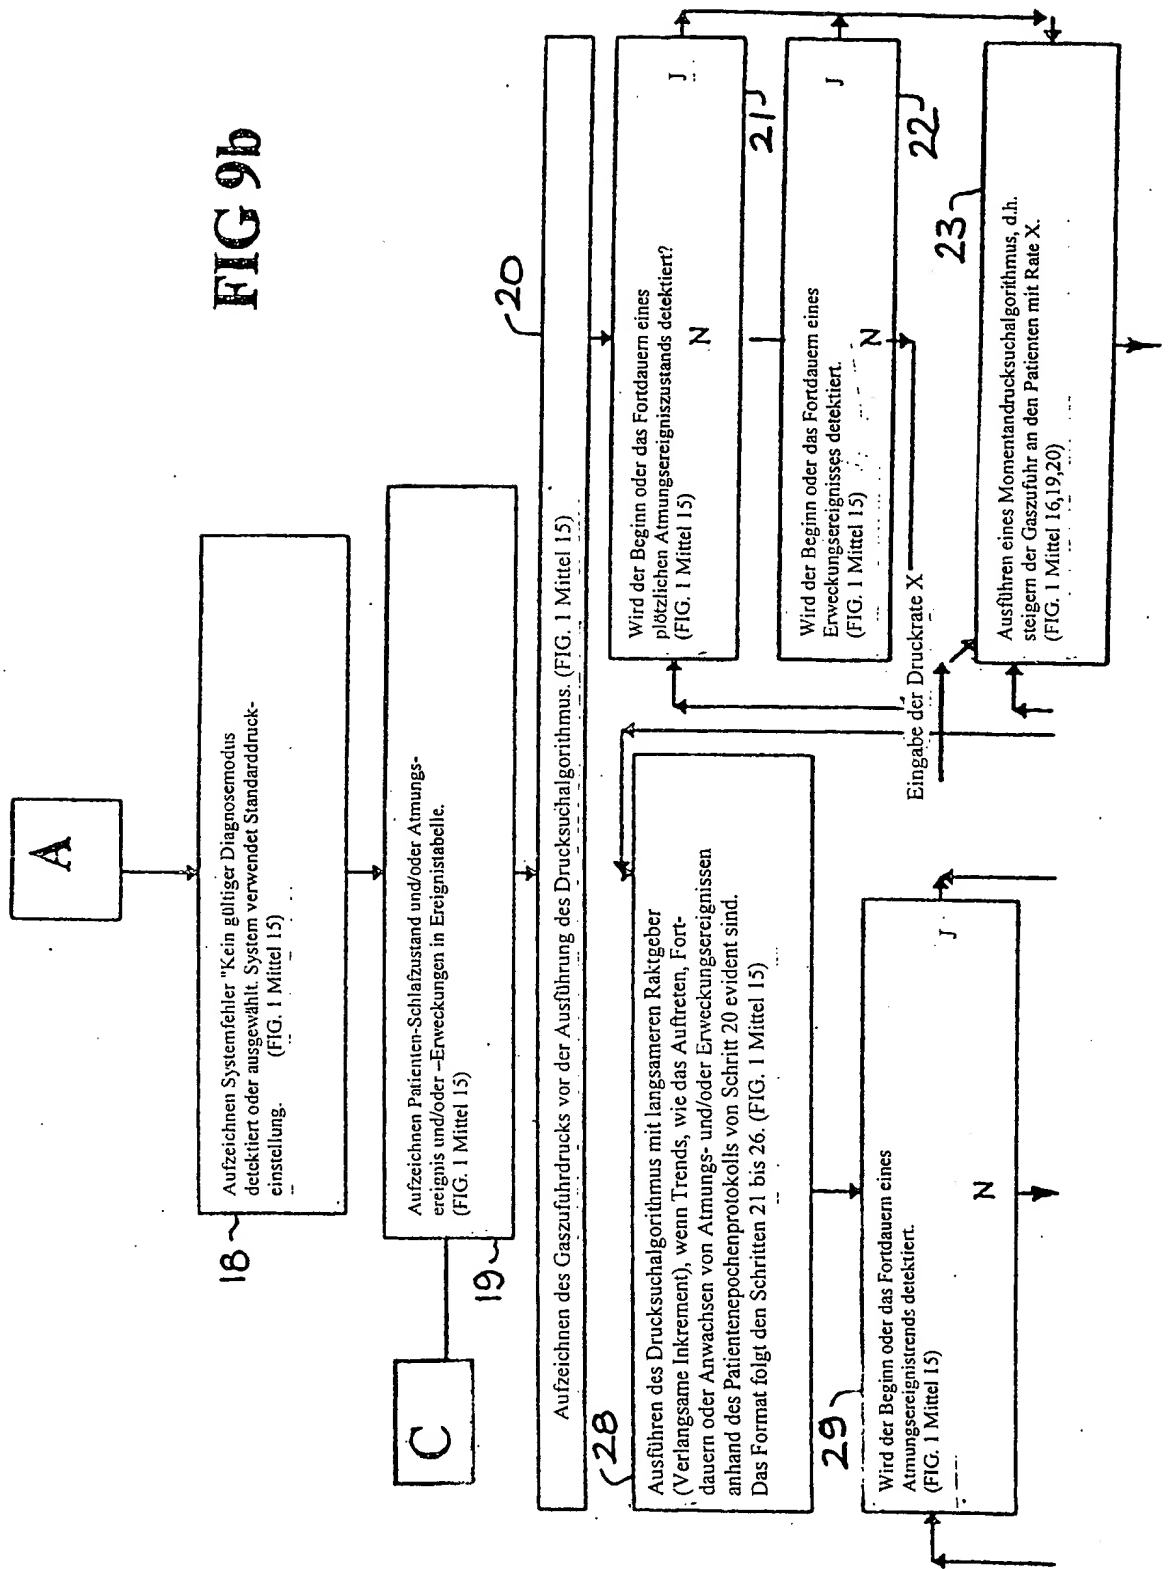 FIG 9b
A
Aufzeichnen Systemfehler "Kein gültiger Diagnosemodus
detektiert oder ausgewählt. System verwendet Standarddruck-
einstellung.
(FIG. 1 Mittel 15)
18
Aufzeichnen Patienten-Schlafzustand und/oder Atmungs-
ereignis und/oder –Erweckungen in Ereignistabelle.
(FIG. 1 Mittel 15)
19
C
20
Aufzeichnen des Gaszufuhrdrucks vor der Ausführung des Drucksuchalgorithmus. (FIG. 1 Mittel 15)
Wird der Beginn oder das Fortdauern eines
plötzlichen Atmungsereigniszustands detektiert?
(FIG. 1 Mittel 15)
N
J
21
Wird der Beginn oder das Fortdauern eines
Erweckungsereignisses detektiert.
(FIG. 1 Mittel 15)
N
J
22
Eingabe der Druckrate X
23
Ausführen eines Momentandrucksuchalgorithmus, d.h.
steigern der Gaszufuhr an den Patienten mit Rate X.
(FIG. 1 Mittel 16,19,20)
28
Ausführen des Drucksuchalgorithmus mit langsameren Raktgeber
(Verlangsame Inkrement), wenn Trends, wie das Auftreten, Fort-
dauern oder Anwachsen von Atmungs- und/oder Erweckungsereignissen
anhand des Patientenepochenprotokolls von Schritt 20 evident sind.
Das Format folgt den Schritten 21 bis 26. (FIG. 1 Mittel 15)
29
Wird der Beginn oder das Fortdauern eines
Atmungsereignistrends detektiert.
(FIG. 1 Mittel 15)
N
J